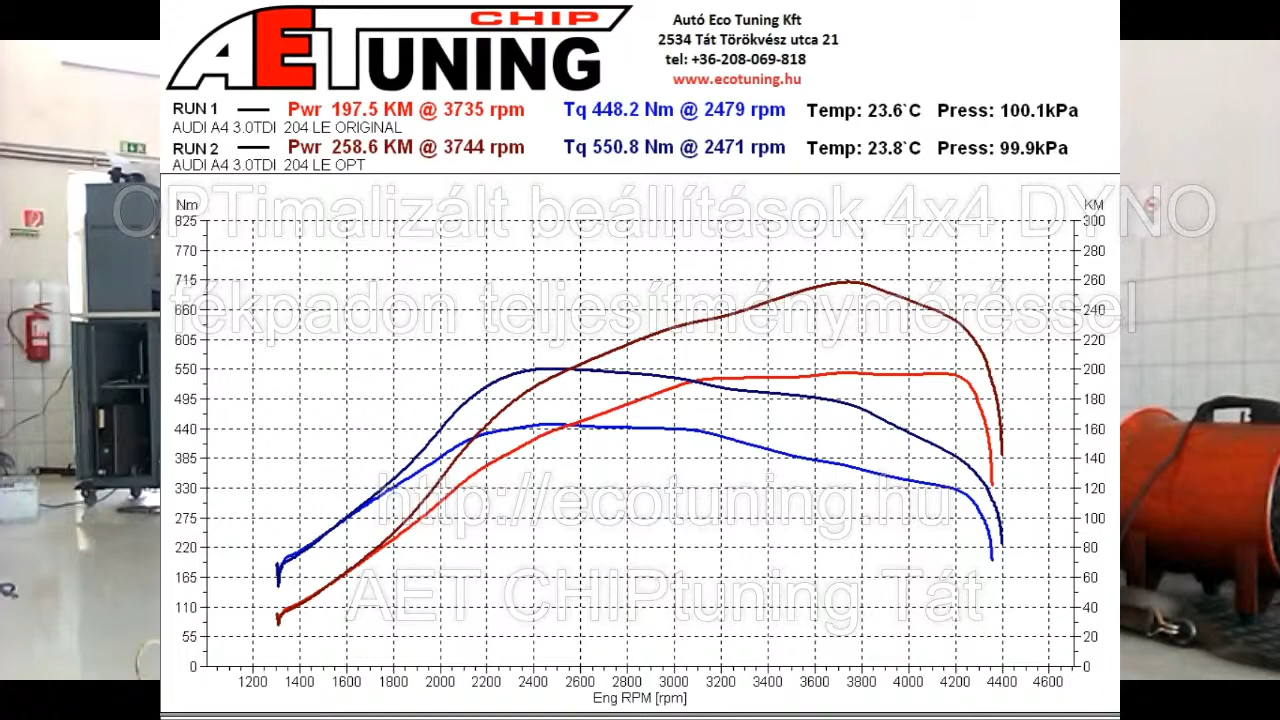 CHIP
AETUNING
Autó Eco Tuning Kft
2534 Tát Törökvész utca 21
tel: +36-208-069-818
www.ecotuning.hu
RUN 1 Pwr 197.5 KM @ 3735 rpm Tq 448.2 Nm @ 2479 rpm Temp: 23.6`C Press: 100.1kPa
AUDI A4 3.0TDI 204 LE ORIGINAL
RUN 2 Pwr 258.6 KM @ 3744 rpm Tq 550.8 Nm @ 2471 rpm Temp: 23.8`C Press: 99.9kPa
AUDI A4 3.0TDI 204 LE OPT
OPTimalizált beállítások 4x4 DYNO
fékpadon teljesítményméréssel
http://ecotuning.hu
AET CHIPtuning Tát
Nm KM
825 300
770 280
715 260
660 240
605 220
550 200
495 180
440 160
385 140
330 120
275 100
220 80
165 60
110 40
55 20
0 0
1200 1400 1600 1800 2000 2200 2400 2600 2800 3000 3200 3400 3600 3800 4000 4200 4400 4600
Eng RPM [rpm]